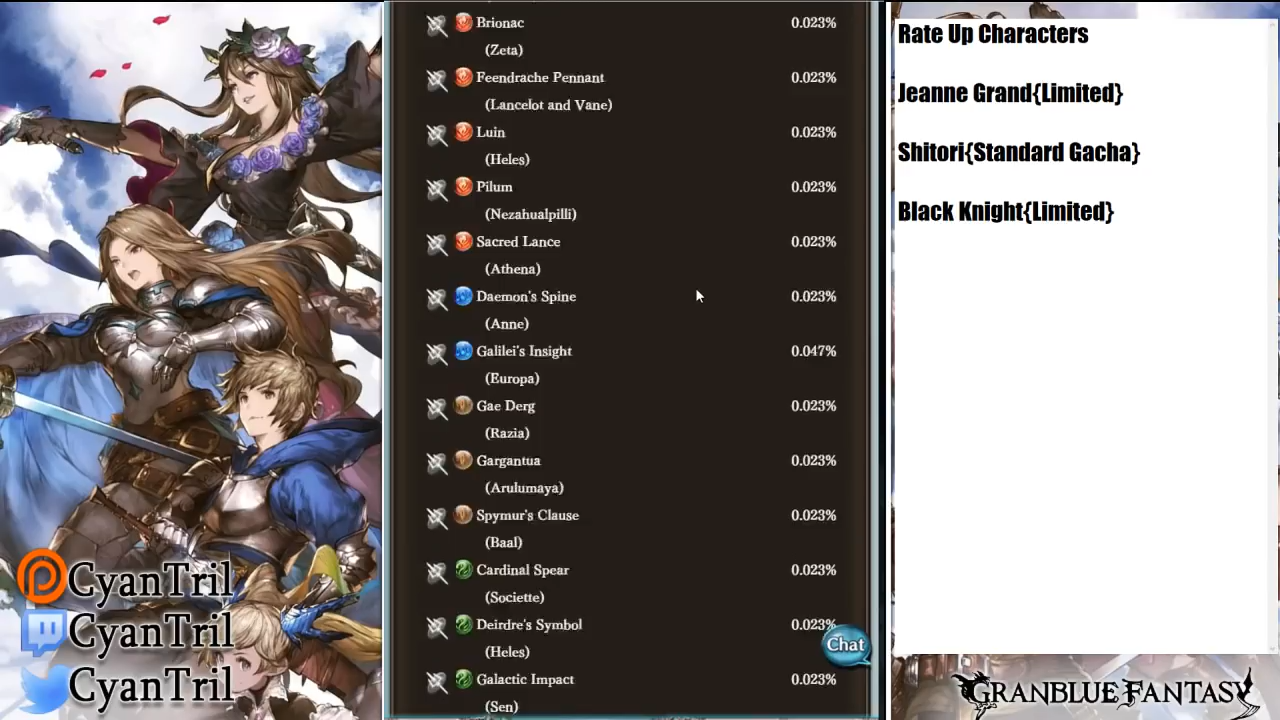 Brionac 0.023%
(Zeta)
Feendrache Pennant 0.023%
(Lancelot and Vane)
Luin 0.023%
(Heles)
Pilum 0.023%
(Nezahualpilli)
Sacred Lance 0.023%
(Athena)
Daemon's Spine 0.023%
(Anne)
Galilei's Insight 0.047%
(Europa)
Gae Derg 0.023%
(Razia)
Gargantua 0.023%
(Arulumaya)
Spymur's Clause 0.023%
(Baal)
Cardinal Spear 0.023%
(Societte)
Deirdre's Symbol 0.023%
(Heles)
Galactic Impact 0.023%
(Sen)
Chat
Rate Up Characters
Jeanne Grand{Limited}
Shitori{Standard Gacha}
Black Knight{Limited}
CyanTril
CyanTril
CyanTril
GRANBLUE FANTASY